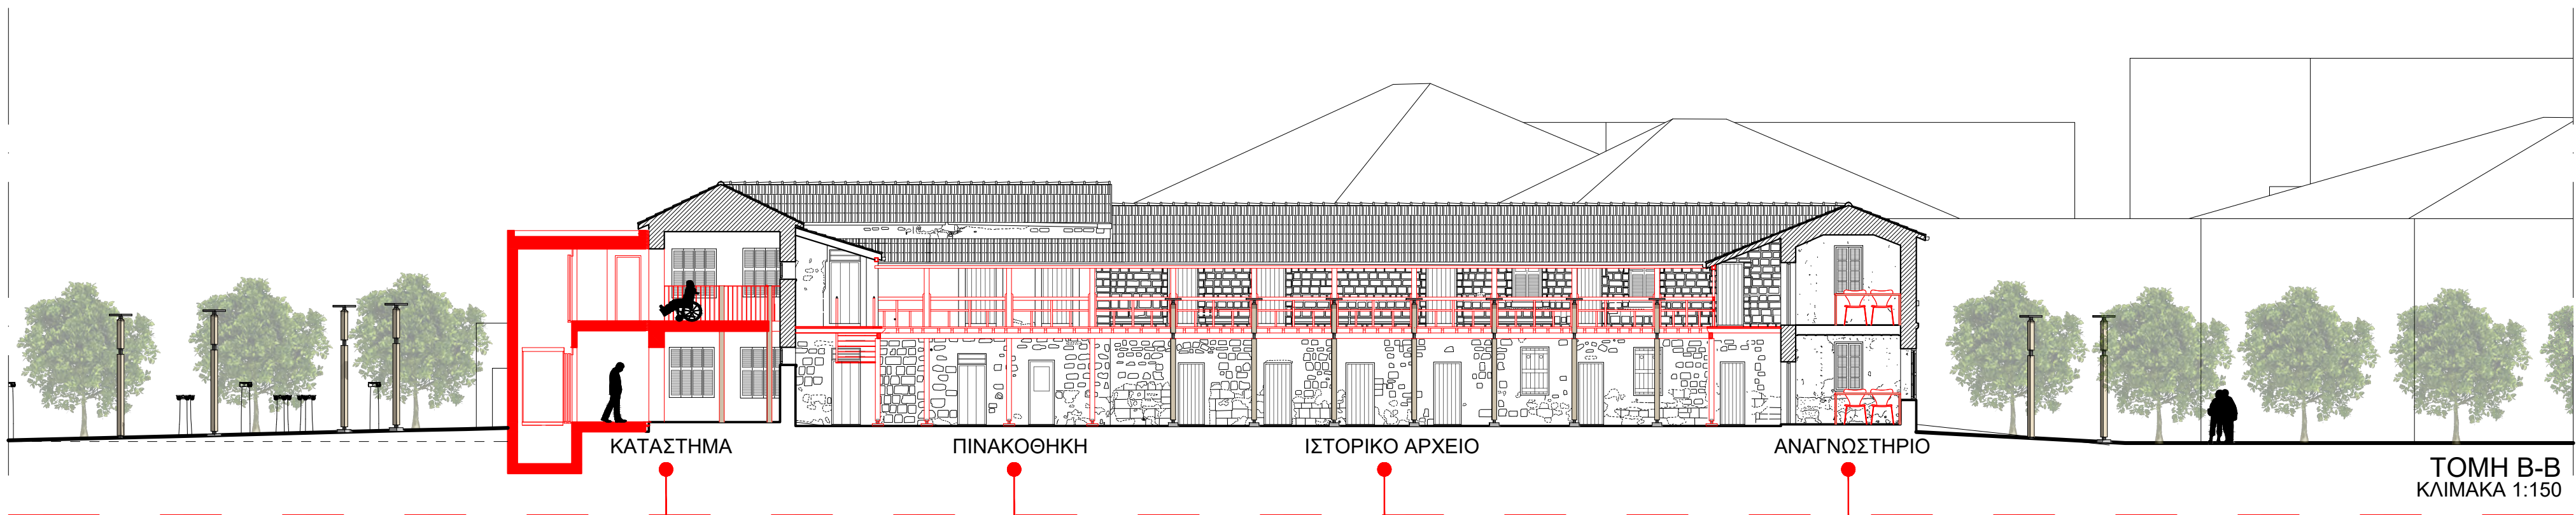 ΚΑΤΑΣΤΗΜΑ
ΠΙΝΑΚΟΘΗΚΗ
ΙΣΤΟΡΙΚΟ ΑΡΧΕΙΟ
ΑΝΑΓΝΩΣΤΗΡΙΟ
ΤΟΜΗ Β-Β
ΚΛΙΜΑΚΑ 1:150